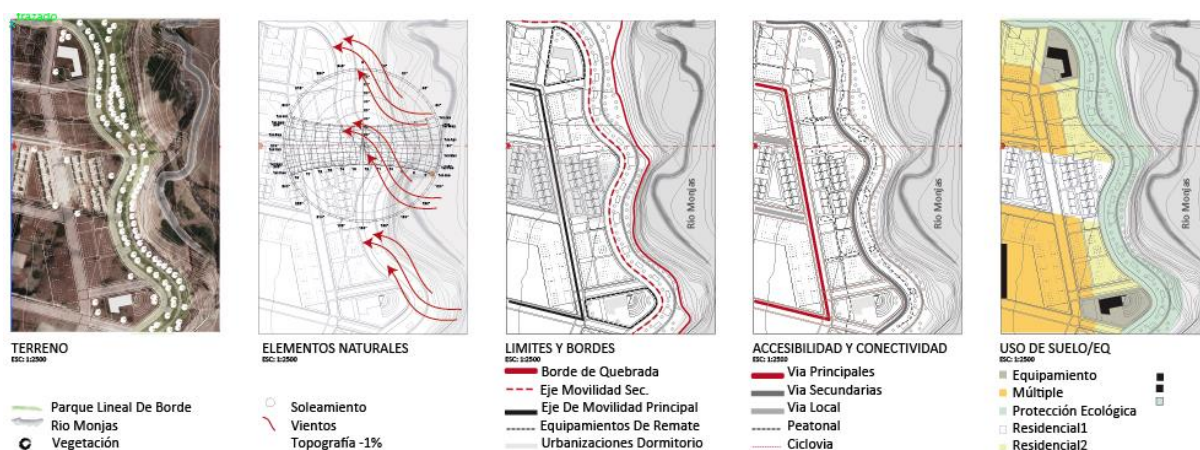 trazado
Rio Monjas
Rio Monjas
Rio Monjas
TERRENO
ESC: 1:2500
Parque Lineal De Borde
Rio Monjas
Vegetación
ELEMENTOS NATURALES
ESC: 1:2500
Soleamiento
Vientos
Topografía -1%
LIMITES Y BORDES
ESC: 1:2500
Borde de Quebrada
Eje Movilidad Sec.
Eje De Movilidad Principal
Equipamientos De Remate
Urbanizaciones Dormitorio
ACCESIBILIDAD Y CONECTIVIDAD
ESC: 1:2500
Via Principales
Via Secundarias
Via Local
Peatonal
Ciclovia
USO DE SUELO/EQ
ESC: 1:2500
Equipamiento
Múltiple
Protección Ecológica
Residencial1
Residencial2